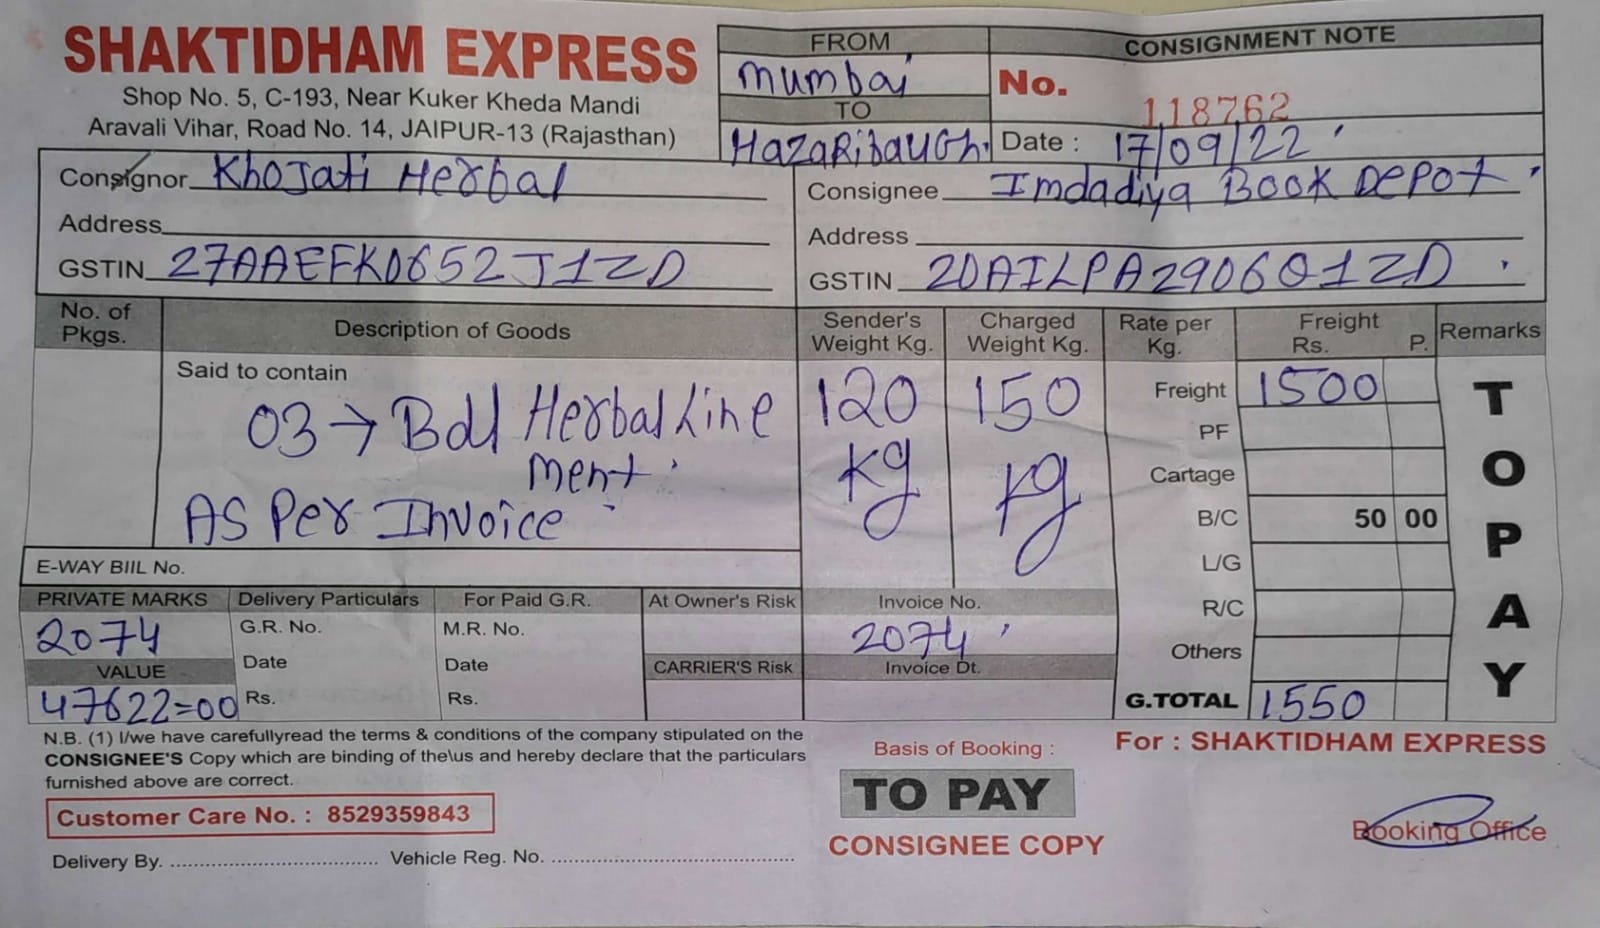 SHAKTIDHAM EXPRESS
Shop No. 5, C-193, Near Kuker Kheda Mandi
Aravali Vihar, Road No. 14, JAIPUR-13 (Rajasthan)
FROM
Mumbai
TO
HAZARIBAUGH.
CONSIGNMENT NOTE
No. 118762
Date : 17/09/22
Consignor Khojati Herbal
Address
GSTIN 27AAEFK0652J1ZD
Consignee Imdadiya Book Depot
Address
GSTIN 20AILPA2906Q1ZD
No. of Pkgs.
Description of Goods
Sender's Weight Kg.
Charged Weight Kg.
Rate per Kg.
Freight Rs. P.
Remarks
Said to contain
03 → Bdl Herbal Line
ment
As Per Invoice
120 kg
150 kg
Freight 1500
PF
Cartage
B/C 50 00
L/G
R/C
Others
G.TOTAL 1550
TO PAY
E-WAY BIIL No.
PRIVATE MARKS
2074
VALUE
47622=00
Delivery Particulars
G.R. No.
Date
Rs.
For Paid G.R.
M.R. No.
Date
Rs.
At Owner's Risk
CARRIER'S Risk
Invoice No.
2074
Invoice Dt.
N.B. (1) I/we have carefullyread the terms & conditions of the company stipulated on the
CONSIGNEE'S Copy which are binding of the\us and hereby declare that the particulars
furnished above are correct.
Customer Care No. : 8529359843
Delivery By. Vehicle Reg. No.
Basis of Booking :
TO PAY
CONSIGNEE COPY
For : SHAKTIDHAM EXPRESS
Booking Office